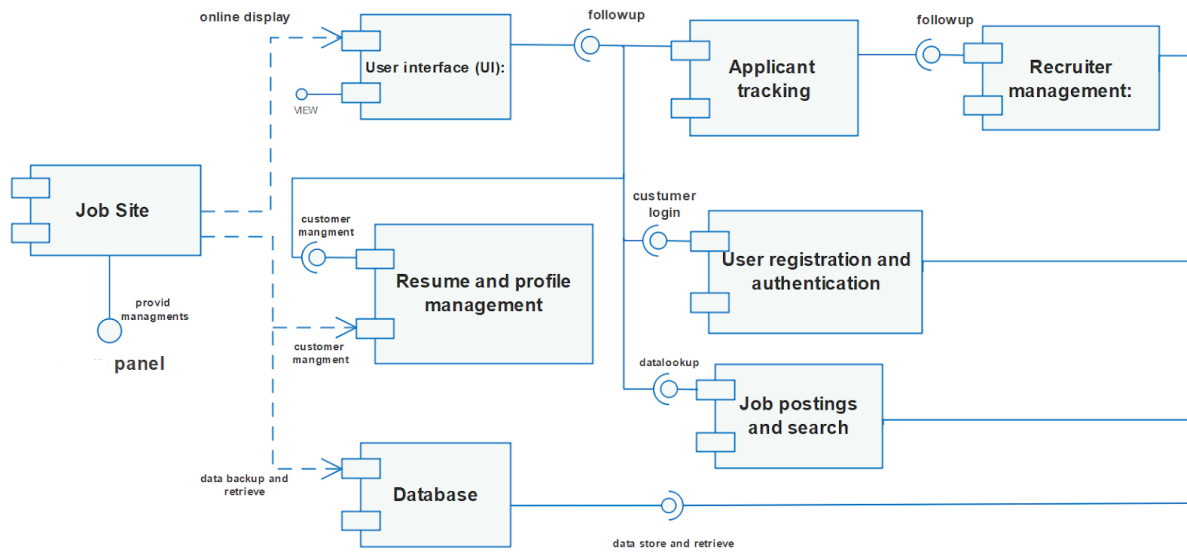 online display
followup
followup
User interface (UI):
VIEW
Applicant
tracking
Recruiter
management:
Job Site
customer
mangment
custumer
login
Resume and profile
management
User registration and
authentication
provid
managments
panel
customer
mangment
datalookup
Job postings
and search
data backup and
retrieve
Database
data store and retrieve